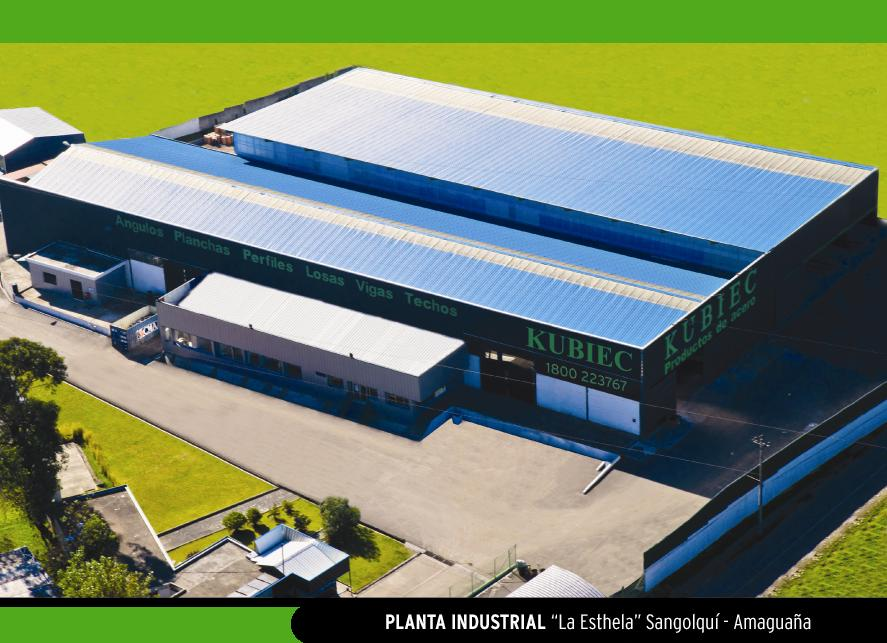 Angulos Planchas Perfiles Losas Vigas Techos
KUBIEC
1800 223767
KUBIEC
Productos de acero
PLANTA INDUSTRIAL “La Esthela” Sangolquí - Amaguaña